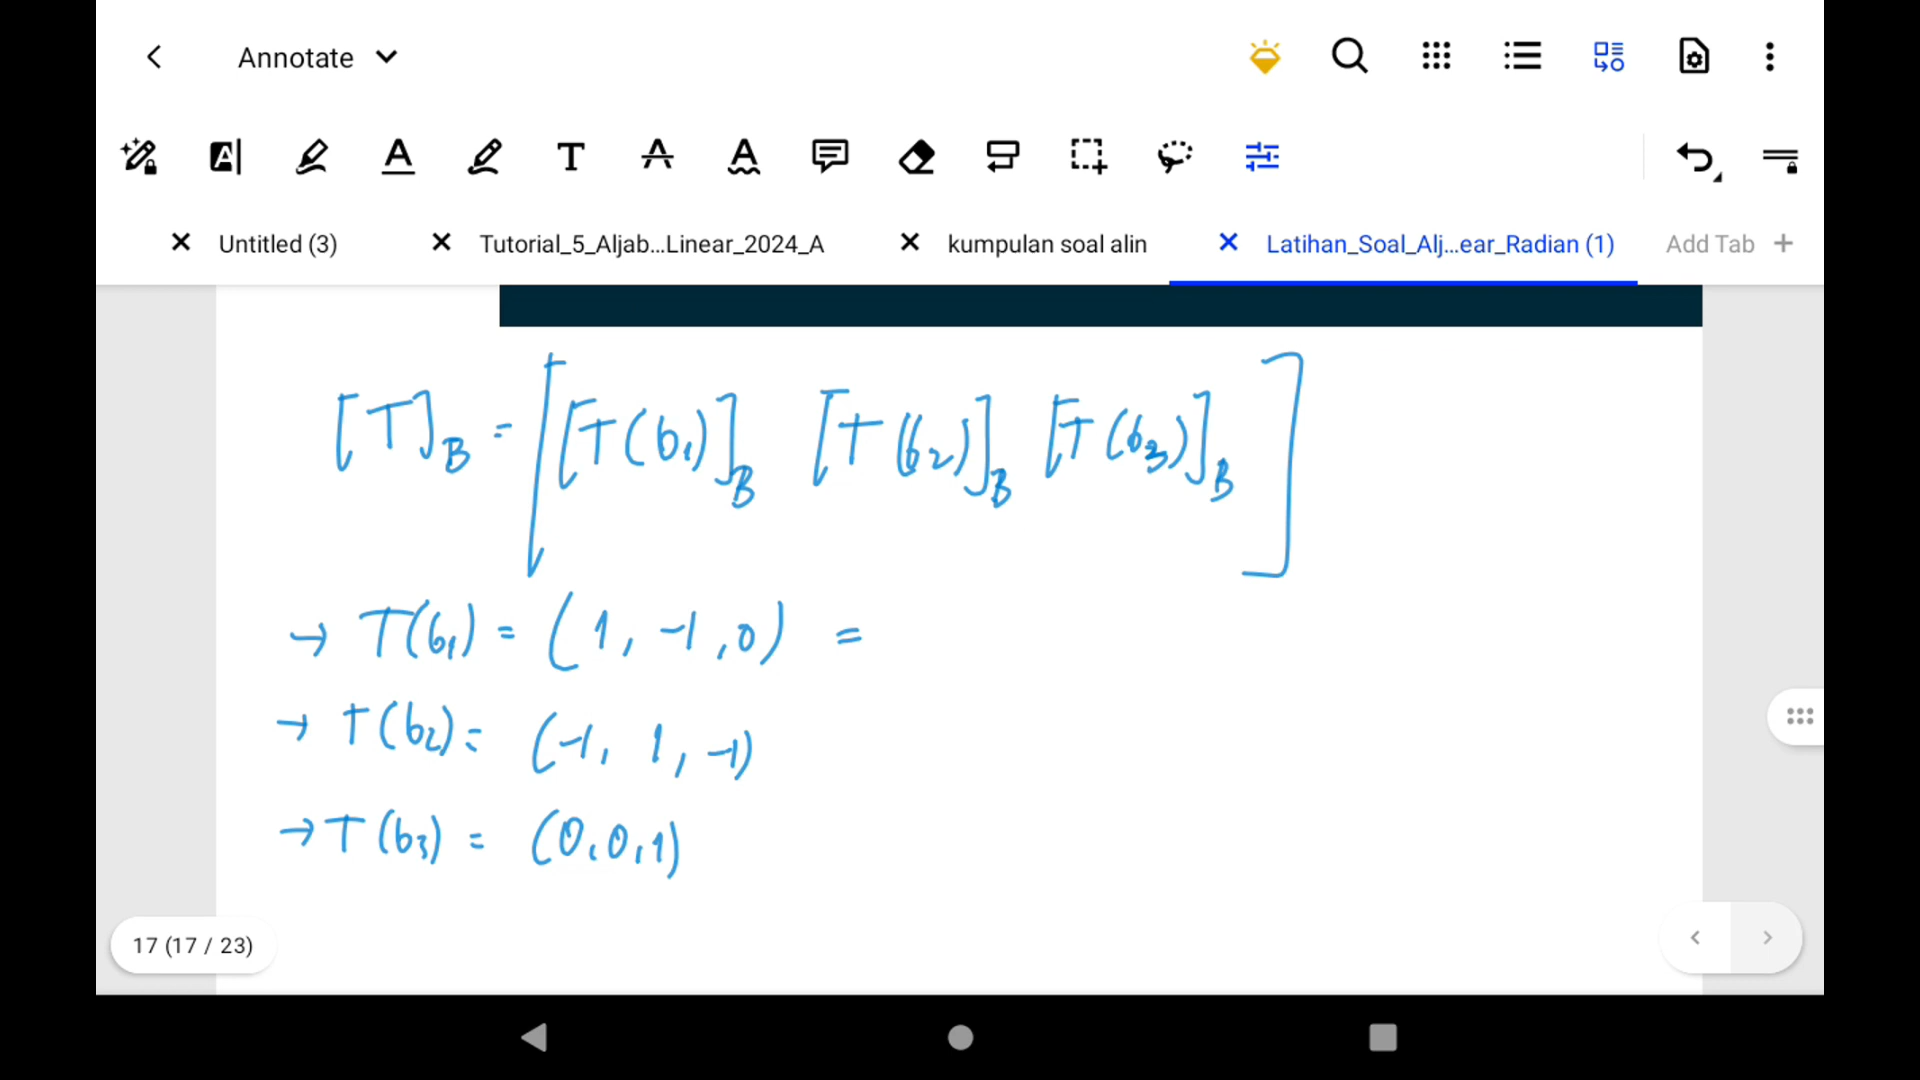 Annotate
Untitled (3) Tutorial_5_Aljab...Linear_2024_A kumpulan soal alin Latihan_Soal_Alj...ear_Radian (1) Add Tab +
[T]B = [[T(b1)]B [T(b2)]B [T(b3)]B]
→ T(b1) = (1, -1, 0) =
→ T(b2) = (-1, 1, -1)
→ T(b3) = (0, 0, 1)
17 (17 / 23)